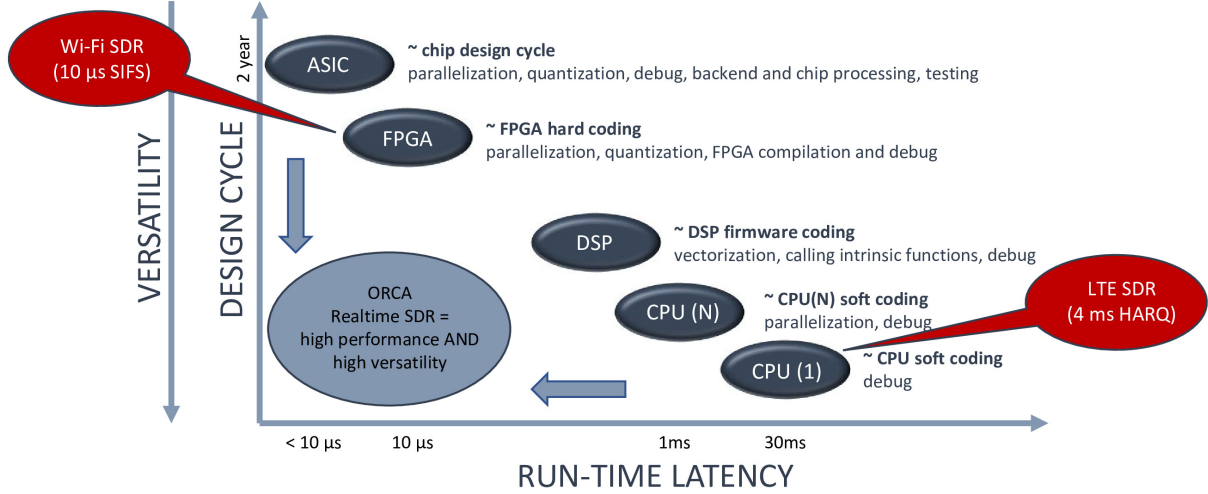 Wi-Fi SDR
(10 µs SIFS)
VERSATILITY
DESIGN CYCLE
2 year
ASIC
~ chip design cycle
parallelization, quantization, debug, backend and chip processing, testing
FPGA
~ FPGA hard coding
parallelization, quantization, FPGA compilation and debug
DSP
~ DSP firmware coding
vectorization, calling intrinsic functions, debug
ORCA
Realtime SDR =
high performance AND
high versatility
CPU (N)
~ CPU(N) soft coding
parallelization, debug
LTE SDR
(4 ms HARQ)
CPU (1)
~ CPU soft coding
debug
< 10 µs
10 µs
1ms
30ms
RUN-TIME LATENCY